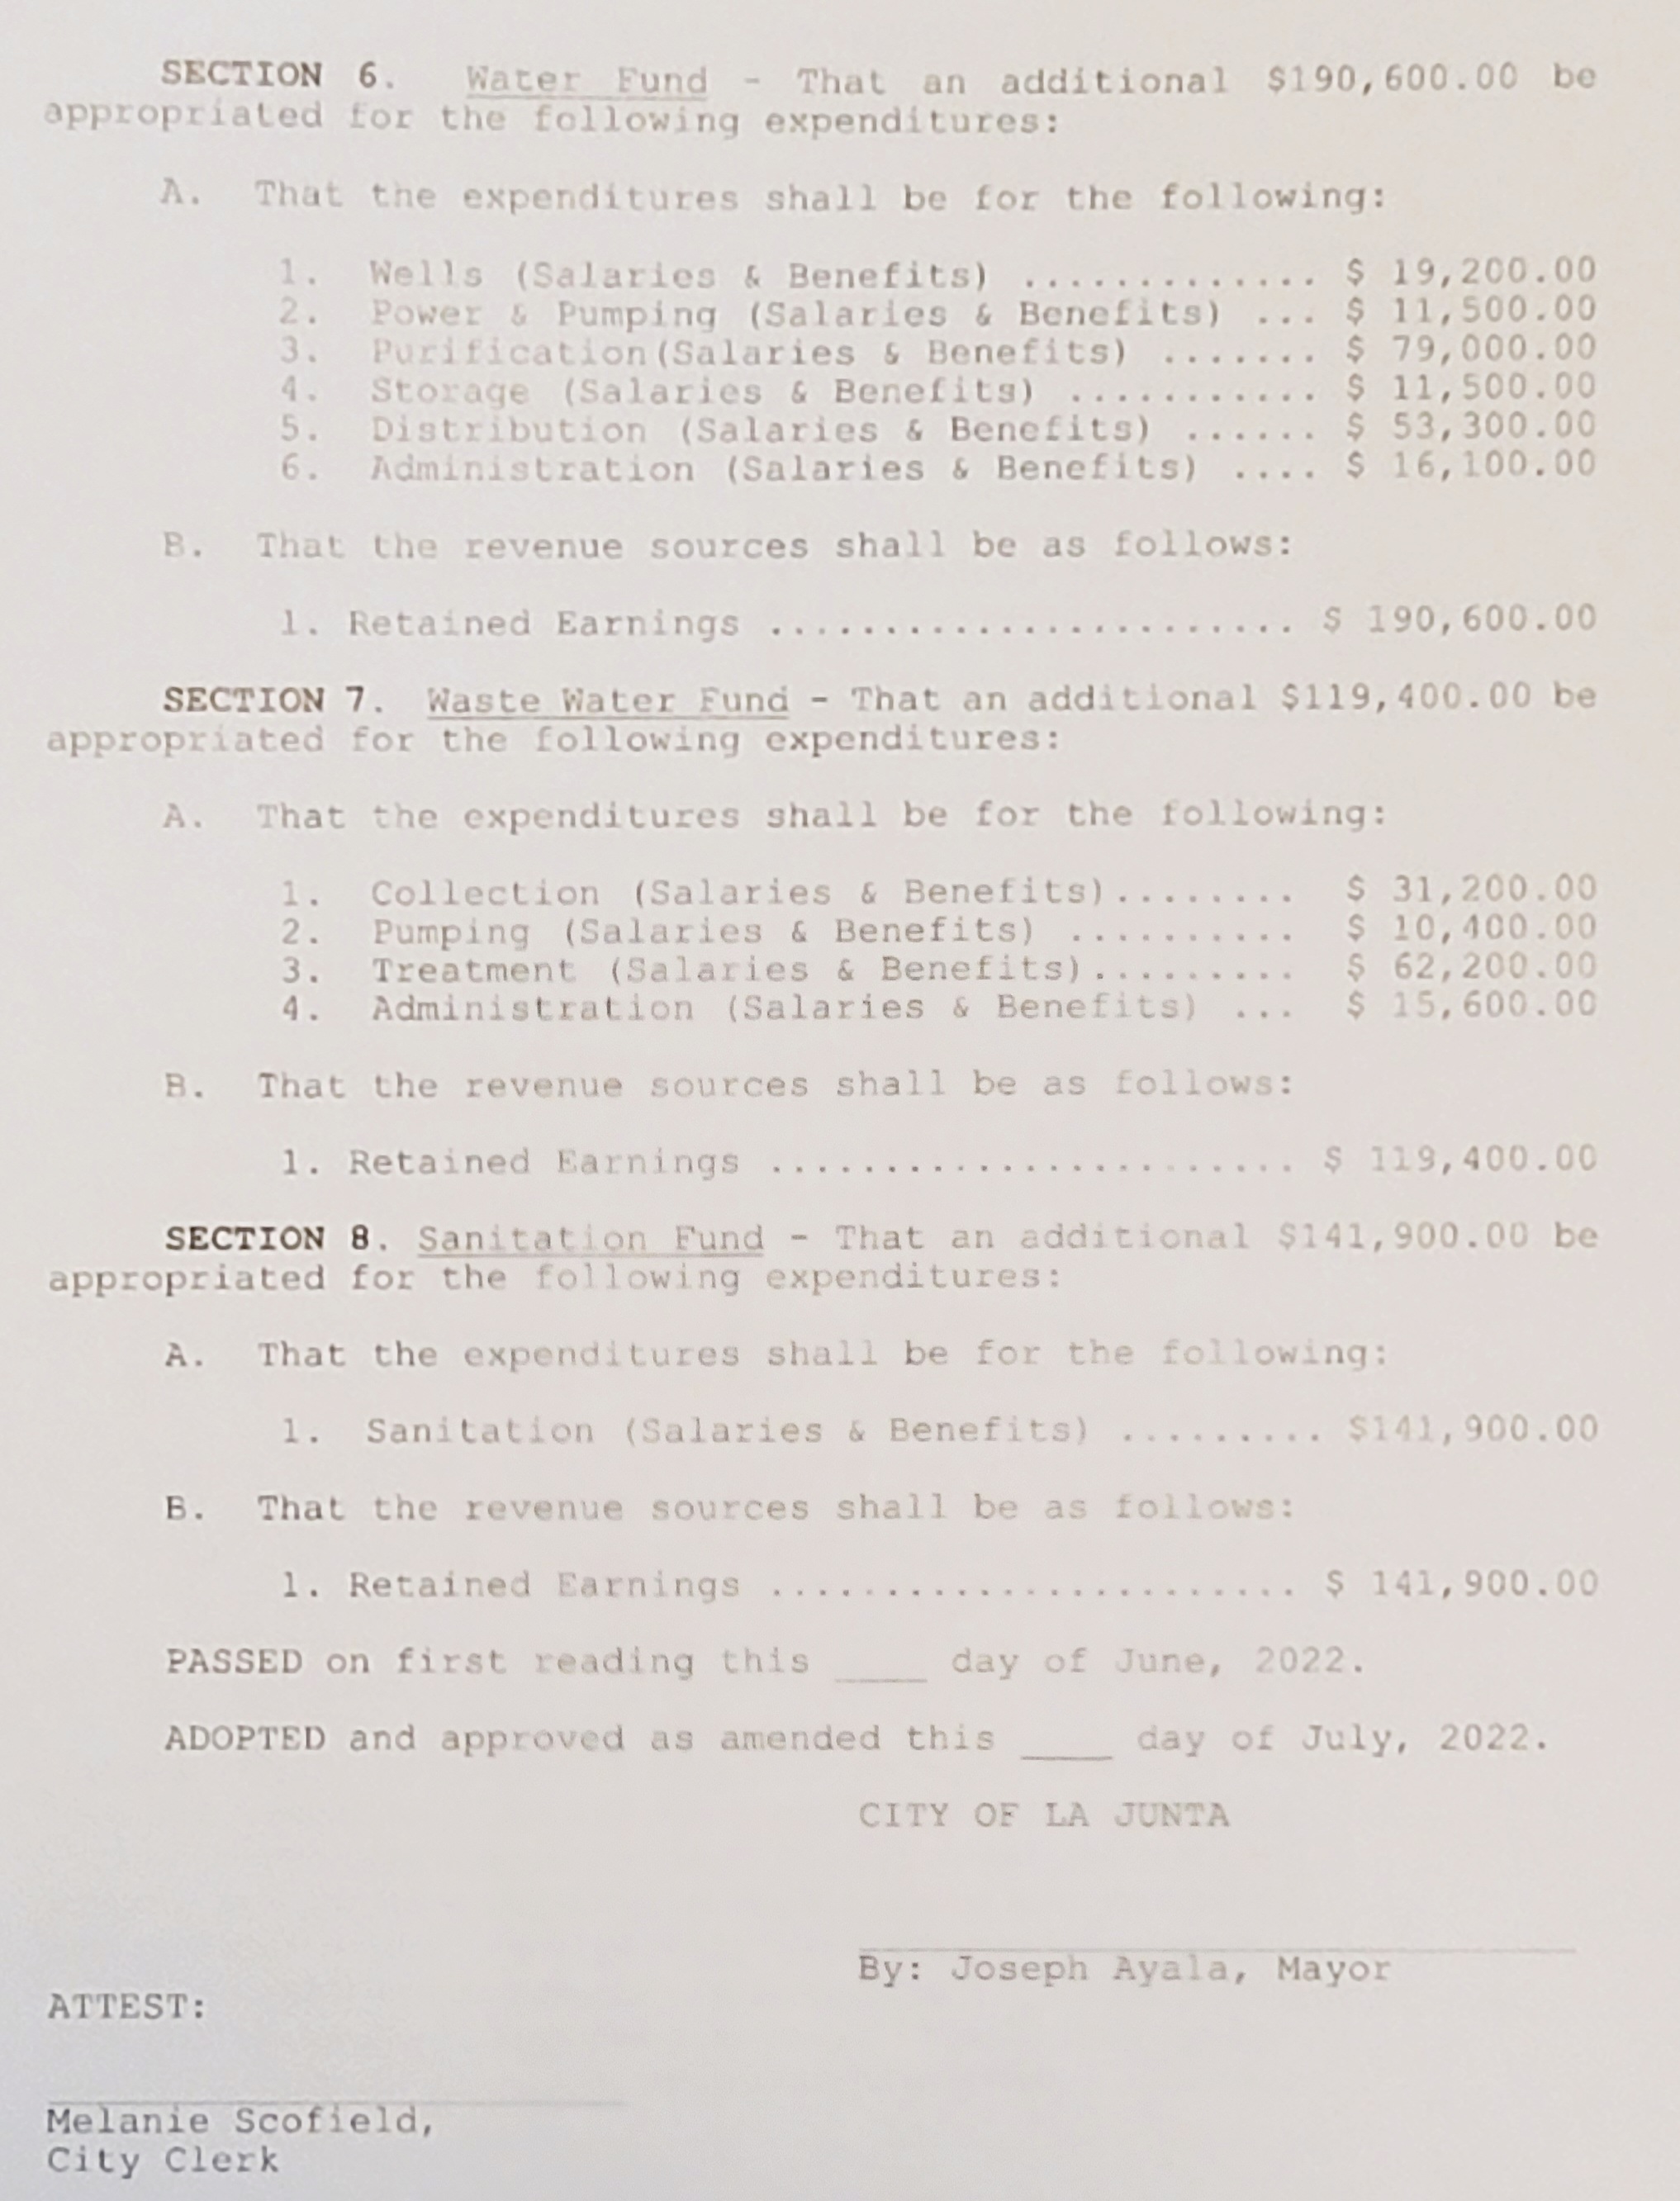 SECTION 6. Water Fund - That an additional $190,600.00 be
appropriated for the following expenditures:
A. That the expenditures shall be for the following:
1. Wells (Salaries & Benefits) ............. $ 19,200.00
2. Power & Pumping (Salaries & Benefits) ... $ 11,500.00
3. Purification(Salaries & Benefits) ....... $ 79,000.00
4. Storage (Salaries & Benefits) ........... $ 11,500.00
5. Distribution (Salaries & Benefits) ...... $ 53,300.00
6. Administration (Salaries & Benefits) .... $ 16,100.00
B. That the revenue sources shall be as follows:
1. Retained Earnings ....................... $ 190,600.00
SECTION 7. Waste Water Fund - That an additional $119,400.00 be
appropriated for the following expenditures:
A. That the expenditures shall be for the following:
1. Collection (Salaries & Benefits)........ $ 31,200.00
2. Pumping (Salaries & Benefits) .......... $ 10,400.00
3. Treatment (Salaries & Benefits)......... $ 62,200.00
4. Administration (Salaries & Benefits) ... $ 15,600.00
B. That the revenue sources shall be as follows:
1. Retained Earnings ....................... $ 119,400.00
SECTION 8. Sanitation Fund - That an additional $141,900.00 be
appropriated for the following expenditures:
A. That the expenditures shall be for the following:
1. Sanitation (Salaries & Benefits) ......... $141,900.00
B. That the revenue sources shall be as follows:
1. Retained Earnings ....................... $ 141,900.00
PASSED on first reading this ____ day of June, 2022.
ADOPTED and approved as amended this ____ day of July, 2022.
CITY OF LA JUNTA
By: Joseph Ayala, Mayor
ATTEST:
Melanie Scofield,
City Clerk